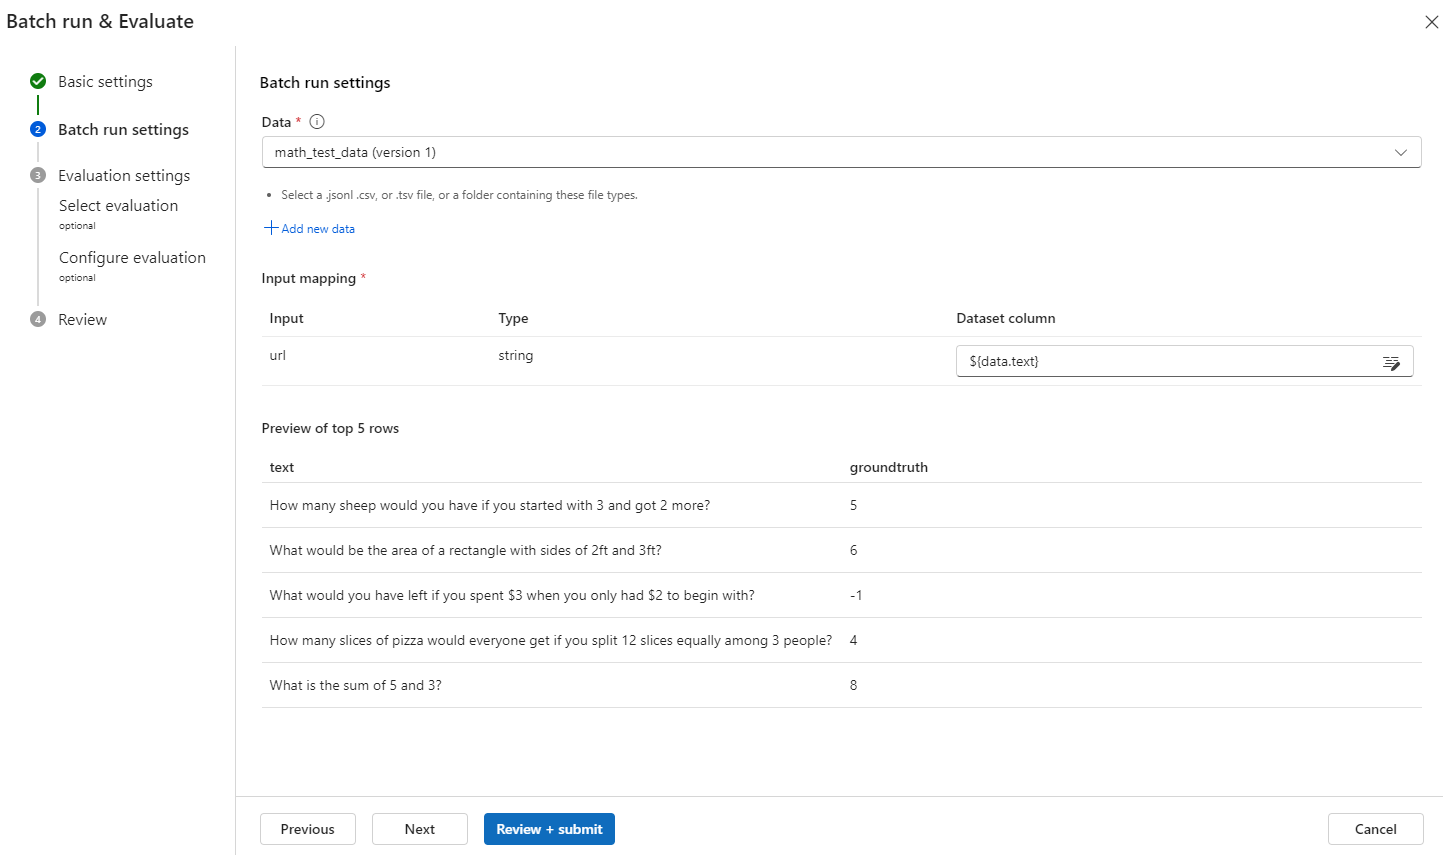 Batch run & Evaluate
Basic settings
2 Batch run settings
3 Evaluation settings
Select evaluation
optional
Configure evaluation
optional
4 Review
Batch run settings
Data *
math_test_data (version 1)
• Select a .jsonl .csv, or .tsv file, or a folder containing these file types.
Add new data
Input mapping *
Input Type Dataset column
url string ${data.text}
Preview of top 5 rows
text groundtruth
How many sheep would you have if you started with 3 and got 2 more? 5
What would be the area of a rectangle with sides of 2ft and 3ft? 6
What would you have left if you spent $3 when you only had $2 to begin with? -1
How many slices of pizza would everyone get if you split 12 slices equally among 3 people? 4
What is the sum of 5 and 3? 8
Previous Next Review + submit Cancel